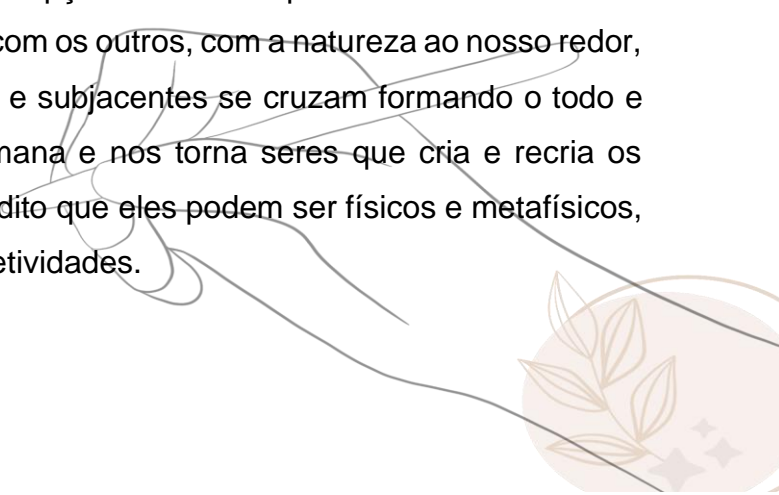 com os outros, com a natureza ao nosso redor,
e subjacentes se cruzam formando o todo e
mana e nos torna seres que cria e recria os
dito que eles podem ser físicos e metafísicos,
etividades.